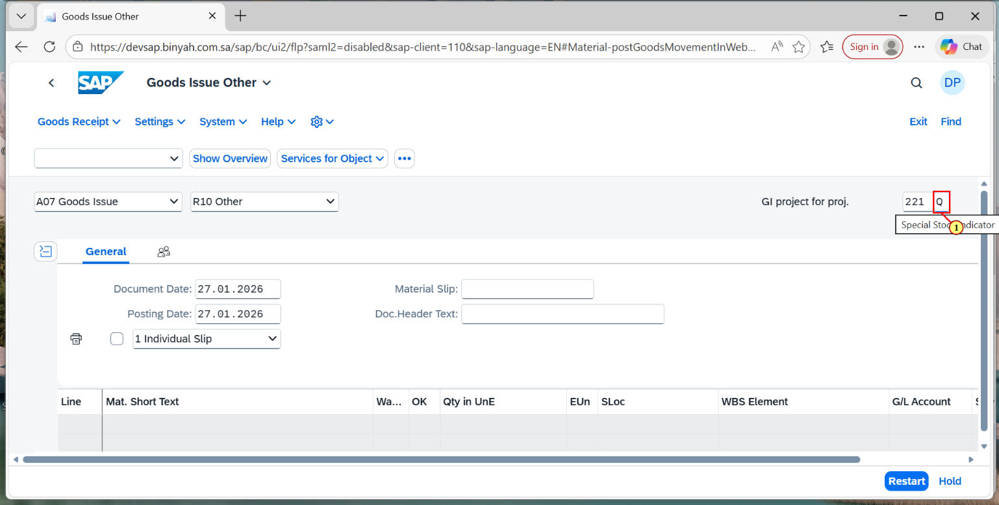 Goods Issue Other
https://devsap.binyah.com.sa/sap/bc/ui2/flp?saml2=disabled&sap-client=110&sap-language=EN#Material-postGoodsMovementInWeb...
Sign in
Chat
SAP
Goods Issue Other
DP
Goods Receipt
Settings
System
Help
Exit
Find
Show Overview
Services for Object
A07 Goods Issue
R10 Other
GI project for proj.
221
Q
Special Stock Indicator
1
General
Document Date:
27.01.2026
Material Slip:
Posting Date:
27.01.2026
Doc.Header Text:
1 Individual Slip
Line
Mat. Short Text
Wa...
OK
Qty in UnE
EUn
SLoc
WBS Element
G/L Account
Restart
Hold